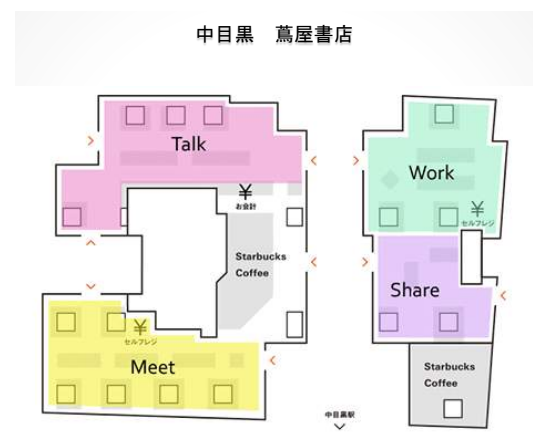 中目黒　蔦屋書店
Talk
Work
¥
お会計
¥
セルフレジ
Starbucks
Coffee
Share
¥
セルフレジ
Meet
Starbucks
Coffee
中目黒駅